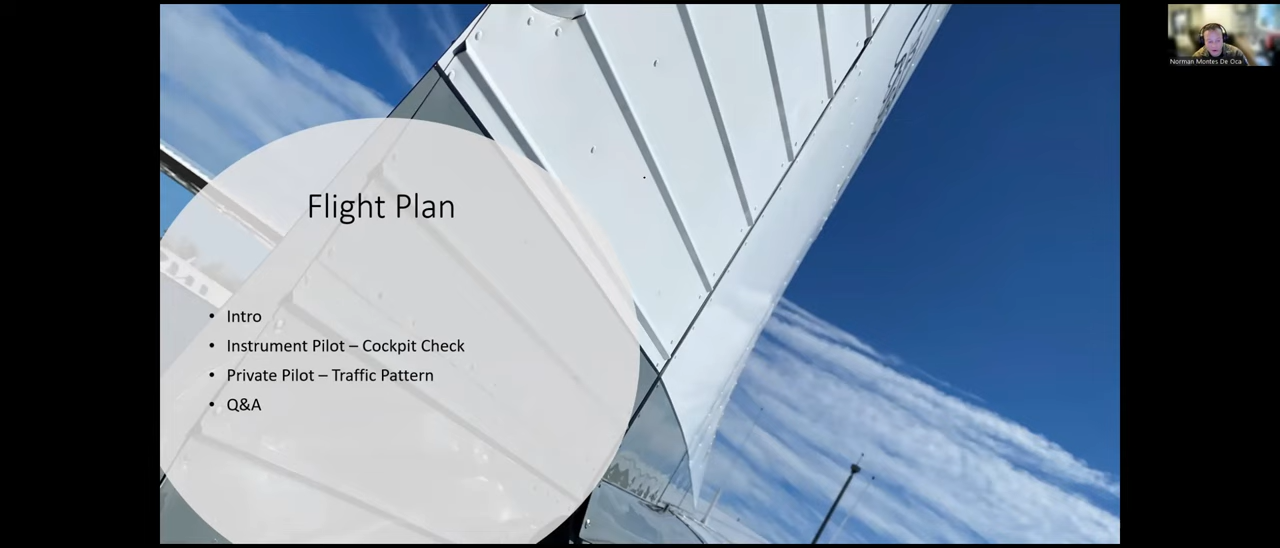 Flight Plan
• Intro
• Instrument Pilot – Cockpit Check
• Private Pilot – Traffic Pattern
• Q&A
Norman Montes De Oca